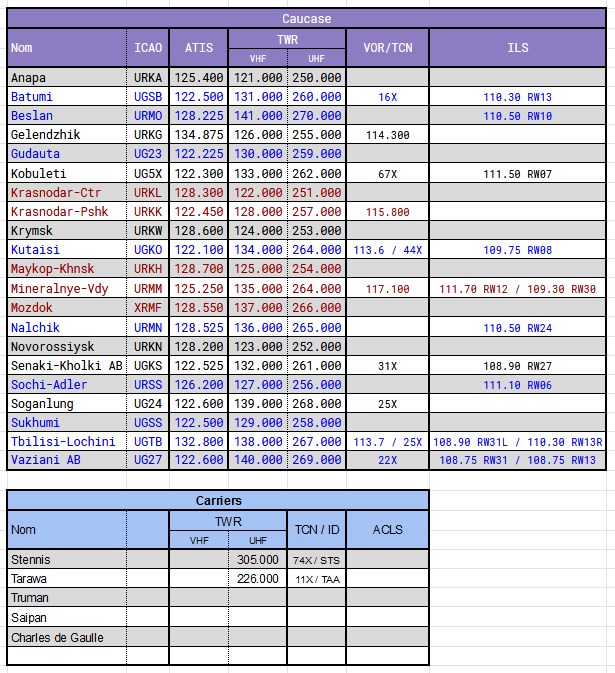 Caucase
Nom ICAO ATIS TWR VOR/TCN ILS
VHF UHF
Anapa URKA 125.400 121.000 250.000
Batumi UGSB 122.500 131.000 260.000 16X 110.30 RW13
Beslan URMO 128.225 141.000 270.000 110.50 RW10
Gelendzhik URKG 134.875 126.000 255.000 114.300
Gudauta UG23 122.225 130.000 259.000
Kobuleti UG5X 122.300 133.000 262.000 67X 111.50 RW07
Krasnodar-Ctr URKL 128.300 122.000 251.000
Krasnodar-Pshk URKK 122.450 128.000 257.000 115.800
Krymsk URKW 128.600 124.000 253.000
Kutaisi UGKO 122.100 134.000 264.000 113.6 / 44X 109.75 RW08
Maykop-Khnsk URKH 128.700 125.000 254.000
Mineralnye-Vdy URMM 125.250 135.000 264.000 117.100 111.70 RW12 / 109.30 RW30
Mozdok XRMF 128.550 137.000 266.000
Nalchik URMN 128.525 136.000 265.000 110.50 RW24
Novorossiysk URKN 128.200 123.000 252.000
Senaki-Kholki AB UGKS 122.525 132.000 261.000 31X 108.90 RW27
Sochi-Adler URSS 126.200 127.000 256.000 111.10 RW06
Soganlung UG24 122.600 139.000 268.000 25X
Sukhumi UGSS 122.500 129.000 258.000
Tbilisi-Lochini UGTB 132.800 138.000 267.000 113.7 / 25X 108.90 RW31L / 110.30 RW13R
Vaziani AB UG27 122.600 140.000 269.000 22X 108.75 RW31 / 108.75 RW13
Carriers
Nom TWR TCN / ID ACLS
VHF UHF
Stennis 305.000 74X / STS
Tarawa 226.000 11X / TAA
Truman
Saipan
Charles de Gaulle